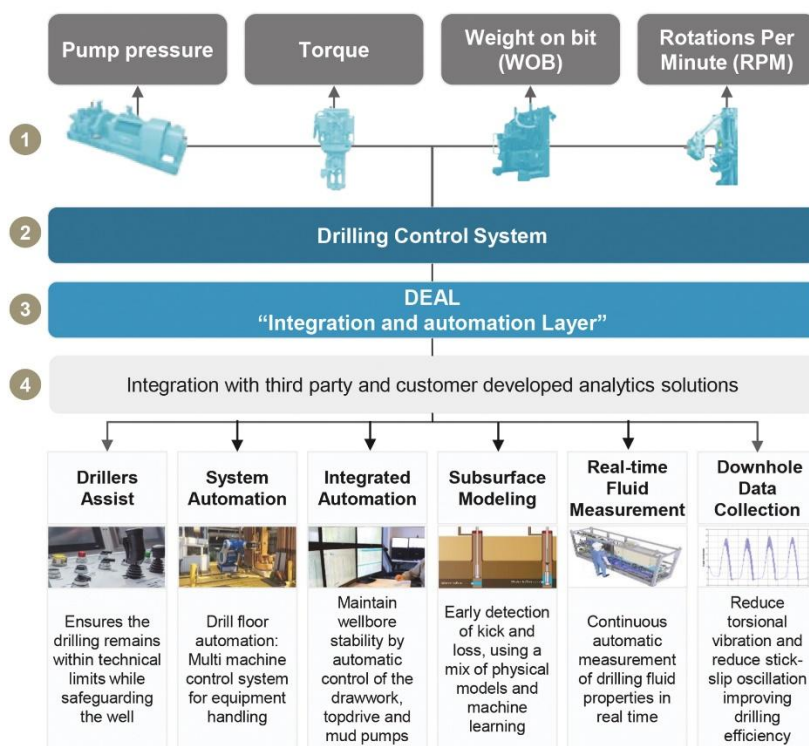 Pump pressure
Torque
Weight on bit
(WOB)
Rotations Per
Minute (RPM)
1
2
Drilling Control System
3
DEAL
“Integration and automation Layer”
4
Integration with third party and customer developed analytics solutions
Drillers
Assist
Ensures the
drilling remains
within technical
limits while
safeguarding
the well
System
Automation
Drill floor
automation:
Multi machine
control system
for equipment
handling
Integrated
Automation
Maintain
wellbore
stability by
automatic
control of the
drawwork,
topdrive and
mud pumps
Subsurface
Modeling
Early detection
of kick and
loss, using a
mix of physical
models and
machine
learning
Real-time
Fluid
Measurement
Continuous
automatic
measurement
of drilling fluid
properties in
real time
Downhole
Data
Collection
Reduce
torsional
vibration and
reduce stick-
slip oscillation
improving
drilling
efficiency